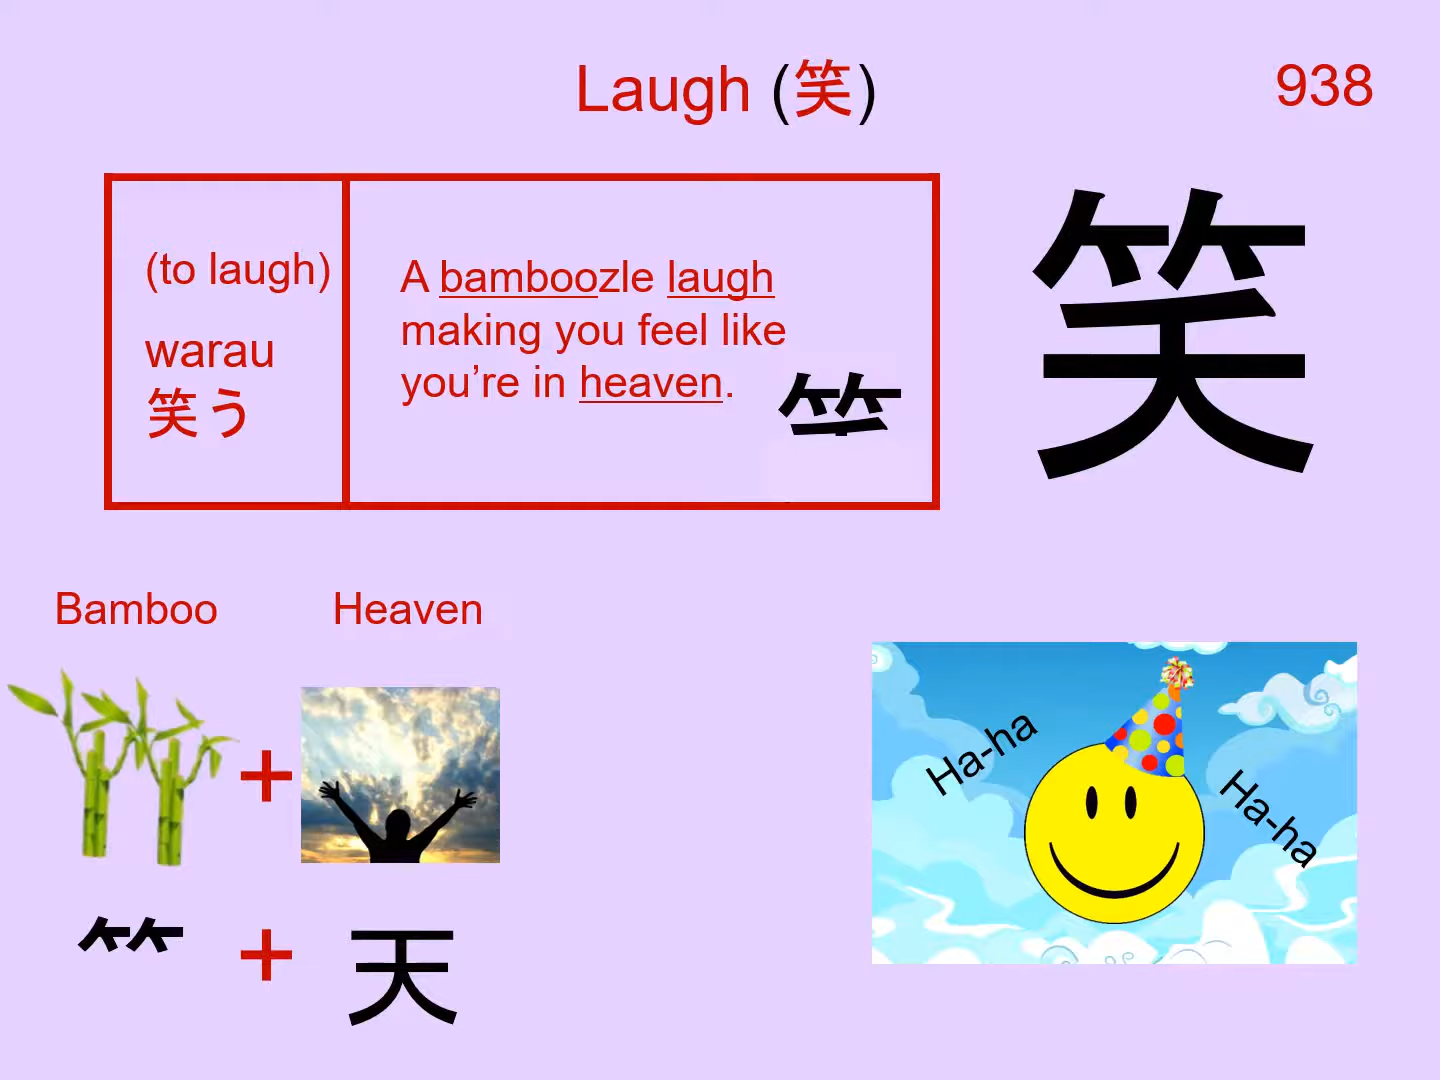 Laugh (笑)
938
(to laugh)
warau
笑う
A bamboozle laugh
making you feel like
you’re in heaven.
笑
Bamboo
Heaven
+
⺮ + 天
Ha-ha
Ha-ha